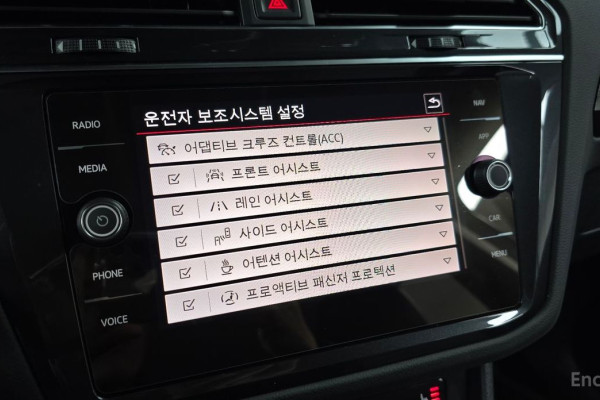 운전자 보조시스템 설정
RADIO
MEDIA
PHONE
VOICE
어댑티브 크루즈 컨트롤(ACC)
프론트 어시스트
레인 어시스트
사이드 어시스트
어텐션 어시스트
프로액티브 패신저 프로텍션
NAV
APP
CAR
MENU
Enc